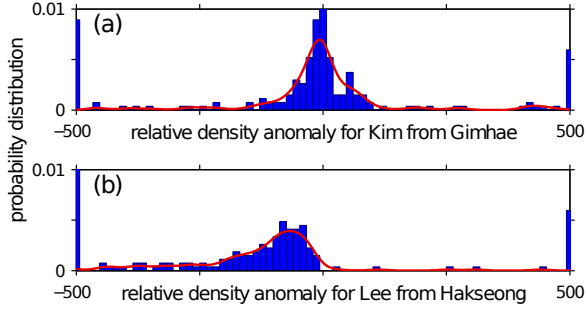 probability distribution
0.01
(a)
0
−500
relative density anomaly for Kim from Gimhae
500
0.01
(b)
0
−500
relative density anomaly for Lee from Hakseong
500